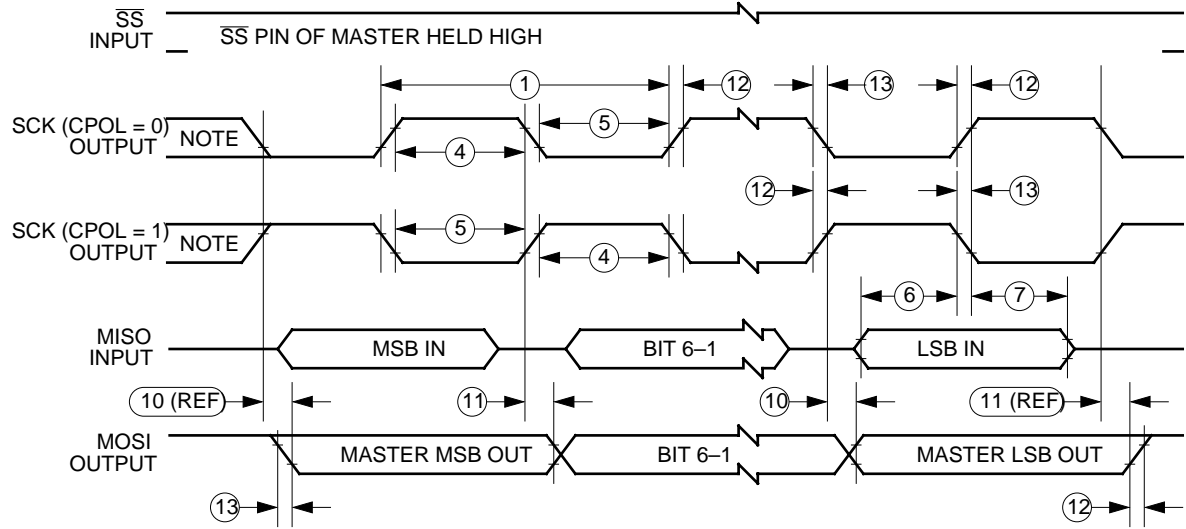 SS
INPUT
SS PIN OF MASTER HELD HIGH
1
12
13
12
SCK (CPOL = 0)
OUTPUT
NOTE
5
4
12
13
SCK (CPOL = 1)
OUTPUT
NOTE
5
4
6
7
MISO
INPUT
MSB IN
BIT 6–1
LSB IN
10 (REF)
11
10
11 (REF)
MOSI
OUTPUT
MASTER MSB OUT
BIT 6–1
MASTER LSB OUT
13
12